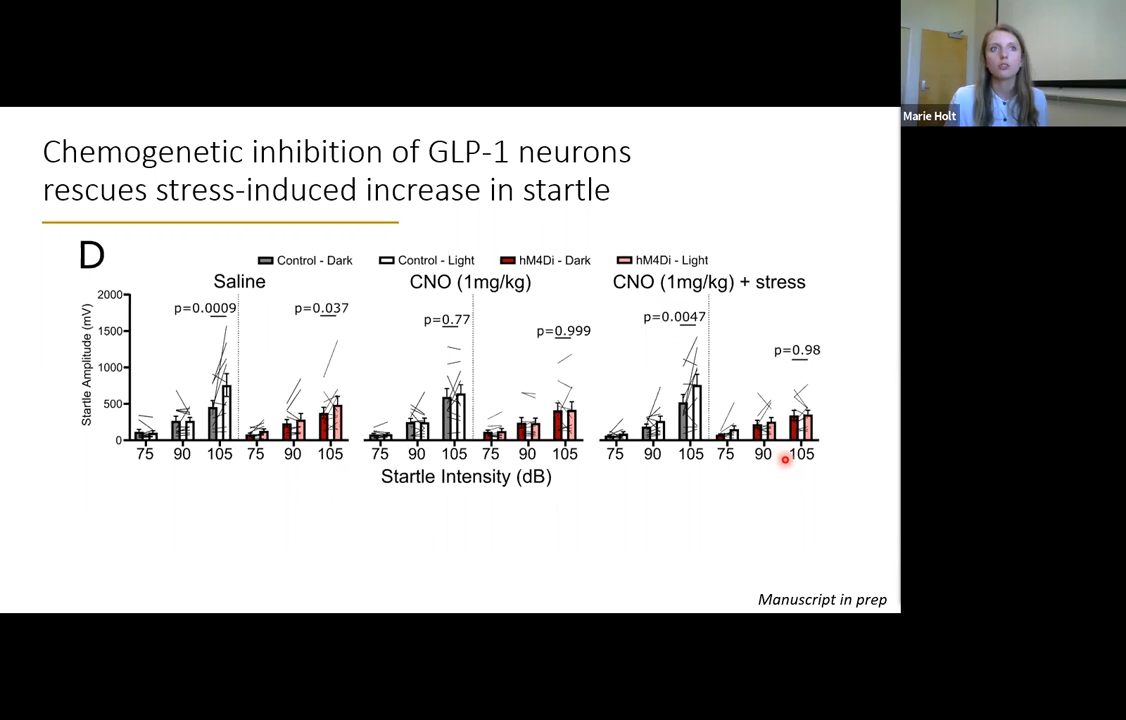 Marie Holt
Chemogenetic inhibition of GLP-1 neurons
rescues stress-induced increase in startle
D
Control - Dark
Control - Light
hM4Di - Dark
hM4Di - Light
Saline
CNO (1mg/kg)
CNO (1mg/kg) + stress
Startle Amplitude (mV)
2000
1500
1000
500
0
p=0.0009
p=0.037
p=0.77
p=0.999
p=0.0047
p=0.98
75 90 105 75 90 105 75 90 105 75 90 105 75 90 105 75 90 105
Startle Intensity (dB)
Manuscript in prep